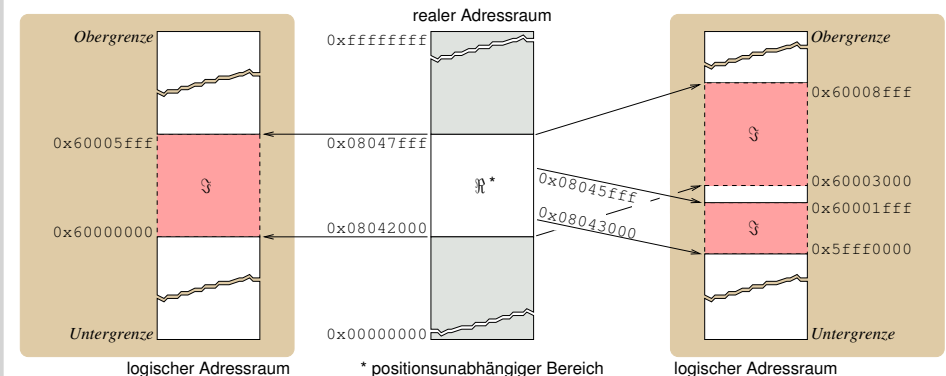 realer Adressraum
Obergrenze
0x60005fff
ℑ
0x60000000
Untergrenze
logischer Adressraum
0xffffffff
0x08047fff
ℜ*
0x08042000
0x00000000
0x08045fff
0x08043000
* positionsunabhängiger Bereich
Obergrenze
0x60008fff
ℑ
0x60003000
0x60001fff
ℑ
0x5fff0000
Untergrenze
logischer Adressraum